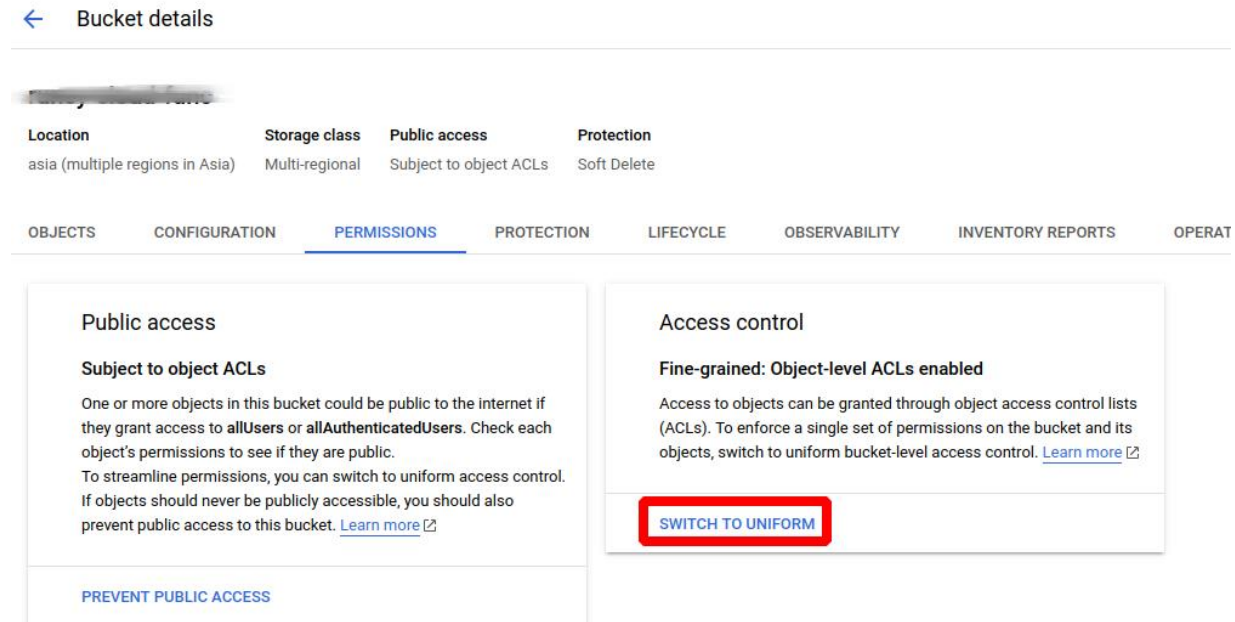 Bucket details
Location
Storage class
Public access
Protection
asia (multiple regions in Asia)
Multi-regional
Subject to object ACLs
Soft Delete
OBJECTS
CONFIGURATION
PERMISSIONS
PROTECTION
LIFECYCLE
OBSERVABILITY
INVENTORY REPORTS
OPERAT
Public access
Subject to object ACLs
One or more objects in this bucket could be public to the internet if
they grant access to allUsers or allAuthenticatedUsers. Check each
object's permissions to see if they are public.
To streamline permissions, you can switch to uniform access control.
If objects should never be publicly accessible, you should also
prevent public access to this bucket. Learn more
PREVENT PUBLIC ACCESS
Access control
Fine-grained: Object-level ACLs enabled
Access to objects can be granted through object access control lists
(ACLs). To enforce a single set of permissions on the bucket and its
objects, switch to uniform bucket-level access control. Learn more
SWITCH TO UNIFORM